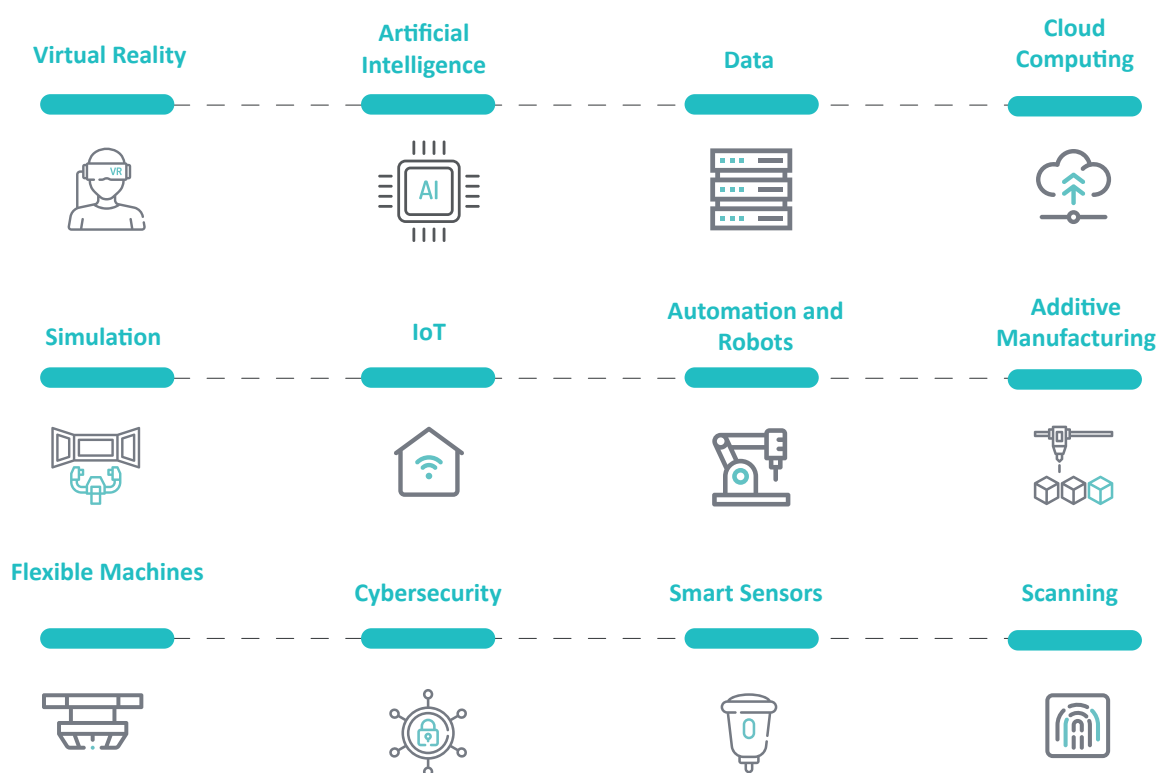 Virtual Reality
Artificial
Intelligence
Data
Cloud
Computing
VR
AI
Simulation
IoT
Automation and
Robots
Additive
Manufacturing
Flexible Machines
Cybersecurity
Smart Sensors
Scanning